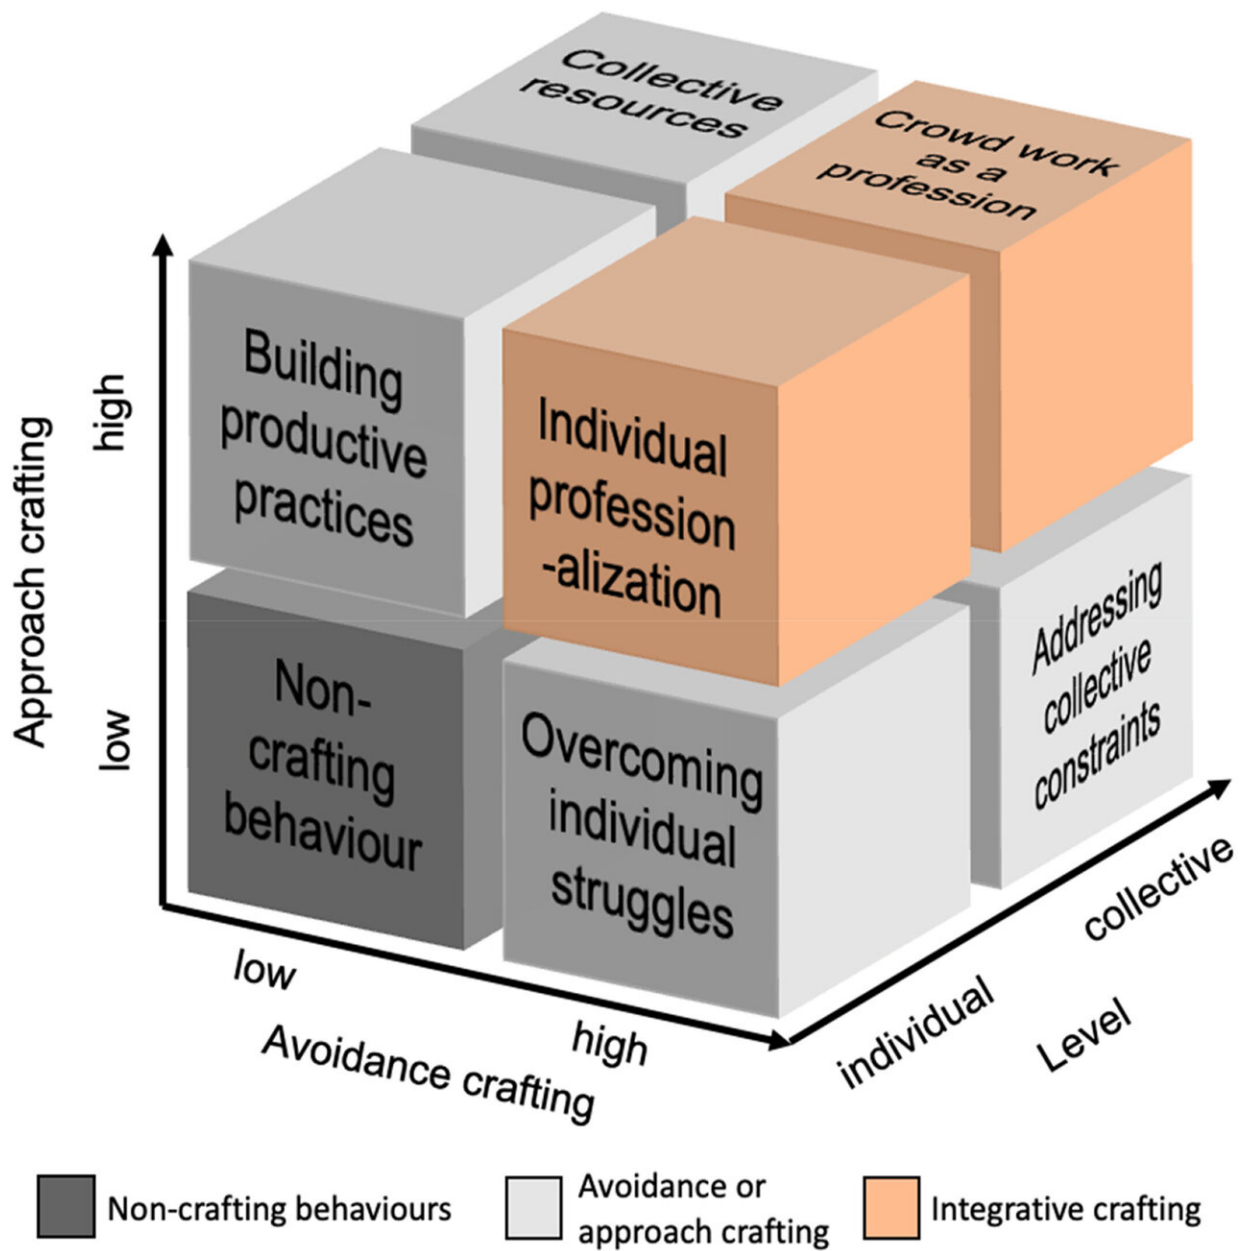 Collective
resources
Crowd work
as a
profession
Building
productive
practices
Individual
profession
-alization
Non-
crafting
behaviour
Overcoming
individual
struggles
Addressing
collective
constraints
Approach crafting
high
low
low
high
Avoidance crafting
individual
collective
Level
Non-crafting behaviours
Avoidance or
approach crafting
Integrative crafting